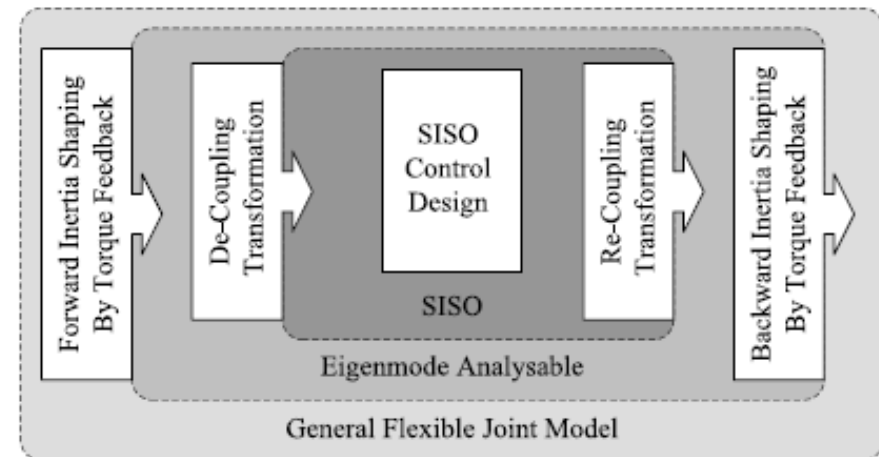 Forward Inertia Shaping
By Torque Feedback
De-Coupling
Transformation
SISO
Control
Design
Re-Coupling
Transformation
Backward Inertia Shaping
By Torque Feedback
SISO
Eigenmode Analysable
General Flexible Joint Model